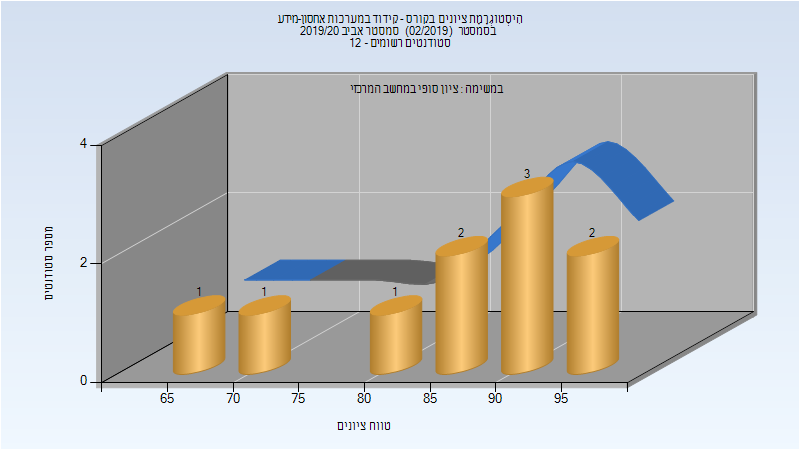 היסטוגרמת ציונים בקורס - קידוד במערכות אחסון-מידע
בסמסטר (02/2019) סמסטר אביב 2019/20
סטודנטים רשומים - 12
במשימה : ציון סופי במחשב המרכזי
4
2
0
מספר סטודנטים
1
1
1
2
3
2
65
70
75
80
85
90
95
טווח ציונים